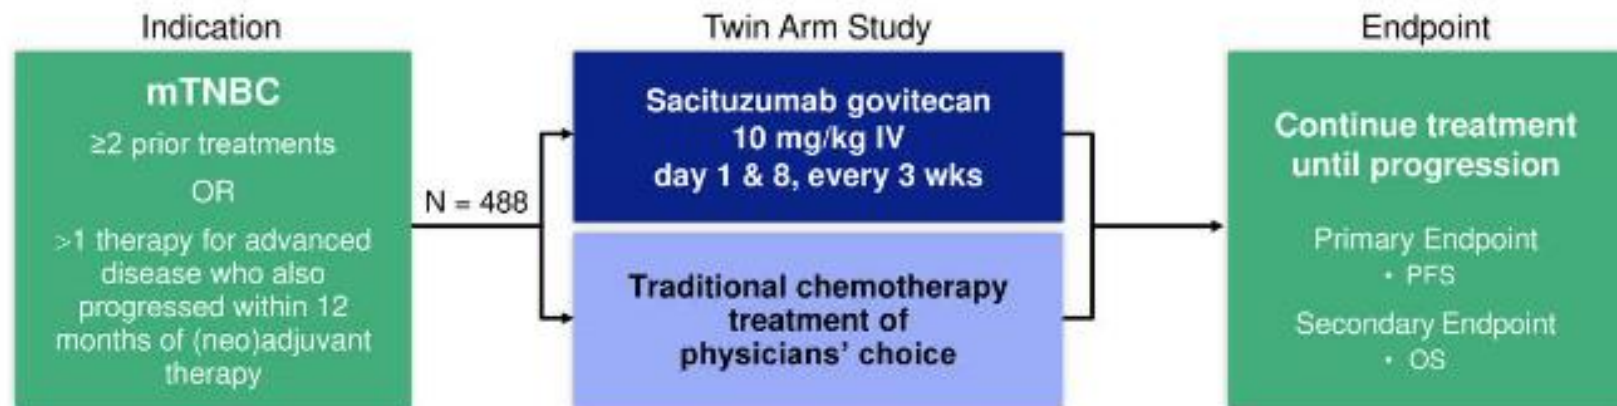 Indication
mTNBC
≥2 prior treatments
OR
>1 therapy for advanced
disease who also
progressed within 12
months of (neo)adjuvant
therapy
N = 488
Twin Arm Study
Sacituzumab govitecan
10 mg/kg IV
day 1 & 8, every 3 wks
Traditional chemotherapy
treatment of
physicians' choice
Endpoint
Continue treatment
until progression
Primary Endpoint
• PFS
Secondary Endpoint
• OS